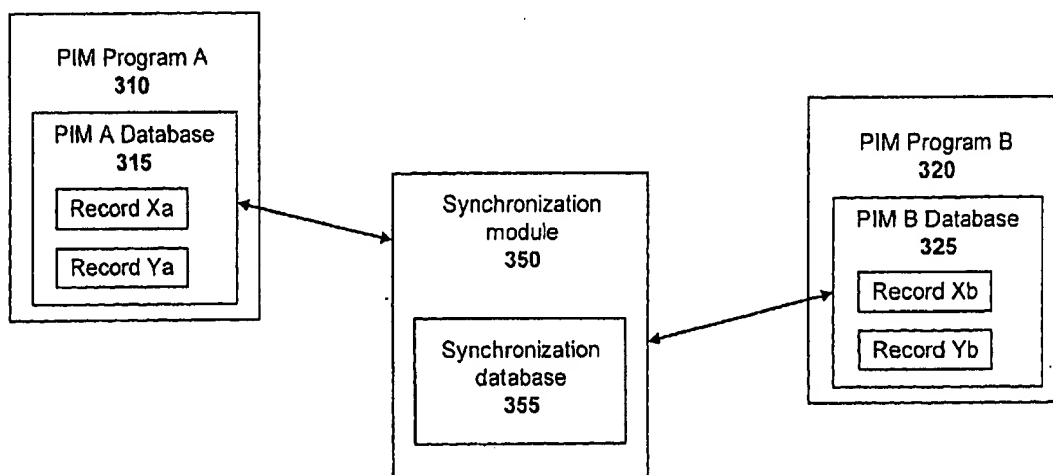 PIM Program A
310
PIM A Database
315
Record Xa
Record Ya
Synchronization
module
350
Synchronization
database
355
PIM Program B
320
PIM B Database
325
Record Xb
Record Yb